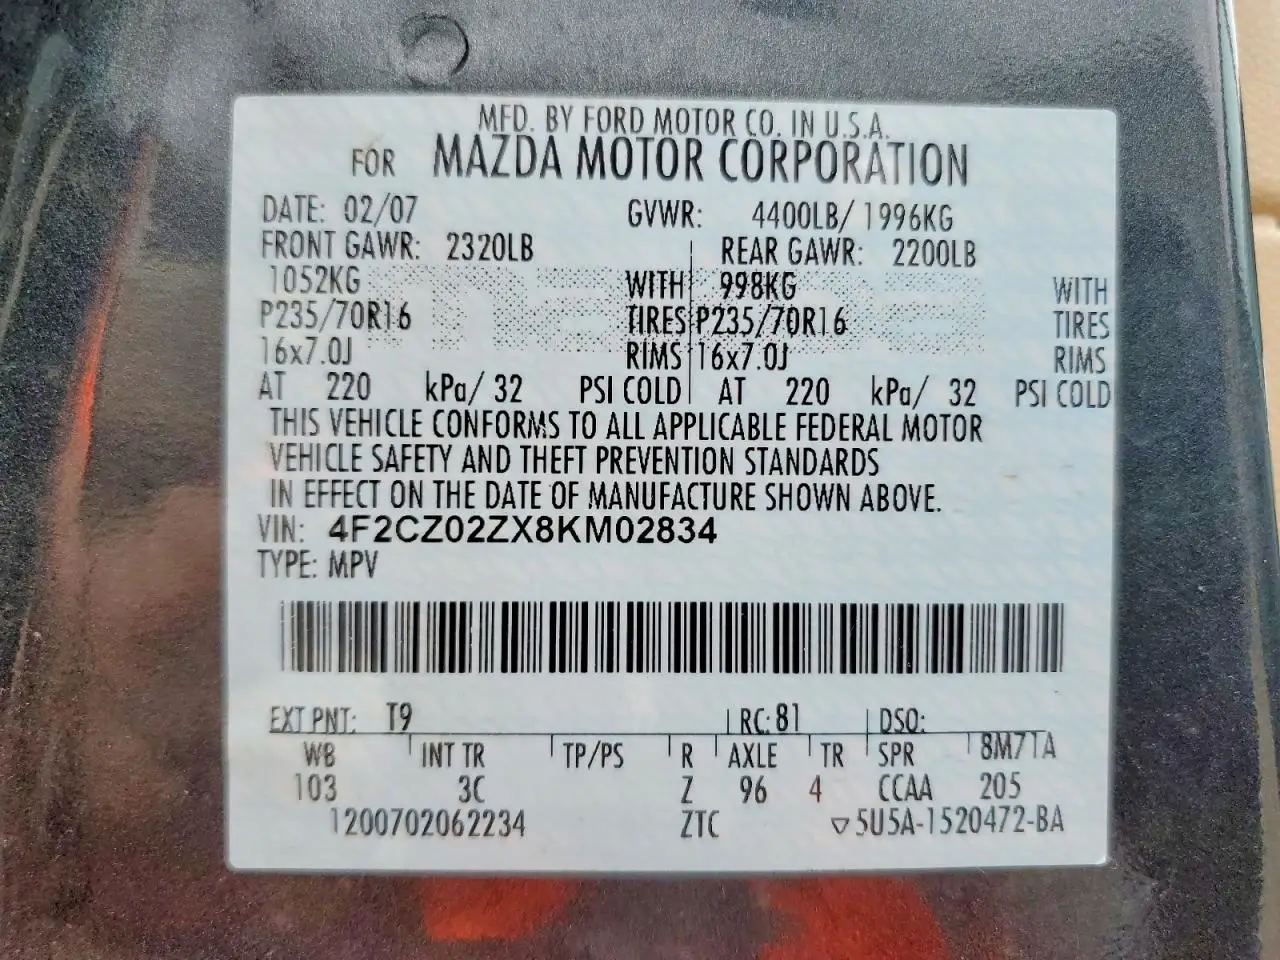 MFD. BY FORD MOTOR CO. IN U.S.A.
FOR MAZDA MOTOR CORPORATION
DATE: 02/07 GVWR: 4400LB/ 1996KG
FRONT GAWR: 2320LB REAR GAWR: 2200LB
1052KG WITH 998KG WITH
P235/70R16 TIRES P235/70R16 TIRES
16x7.0J RIMS 16x7.0J RIMS
AT 220 kPa/ 32 PSI COLD AT 220 kPa/ 32 PSI COLD
THIS VEHICLE CONFORMS TO ALL APPLICABLE FEDERAL MOTOR
VEHICLE SAFETY AND THEFT PREVENTION STANDARDS
IN EFFECT ON THE DATE OF MANUFACTURE SHOWN ABOVE.
VIN: 4F2CZ02ZX8KM02834
TYPE: MPV
EXT PNT: T9 RC: 81 DSO:
WB INT TR TP/PS R AXLE TR SPR 8M71A
103 3C Z 96 4 CCAA 205
1200702062234 ZTC ▽5U5A-1520472-BA